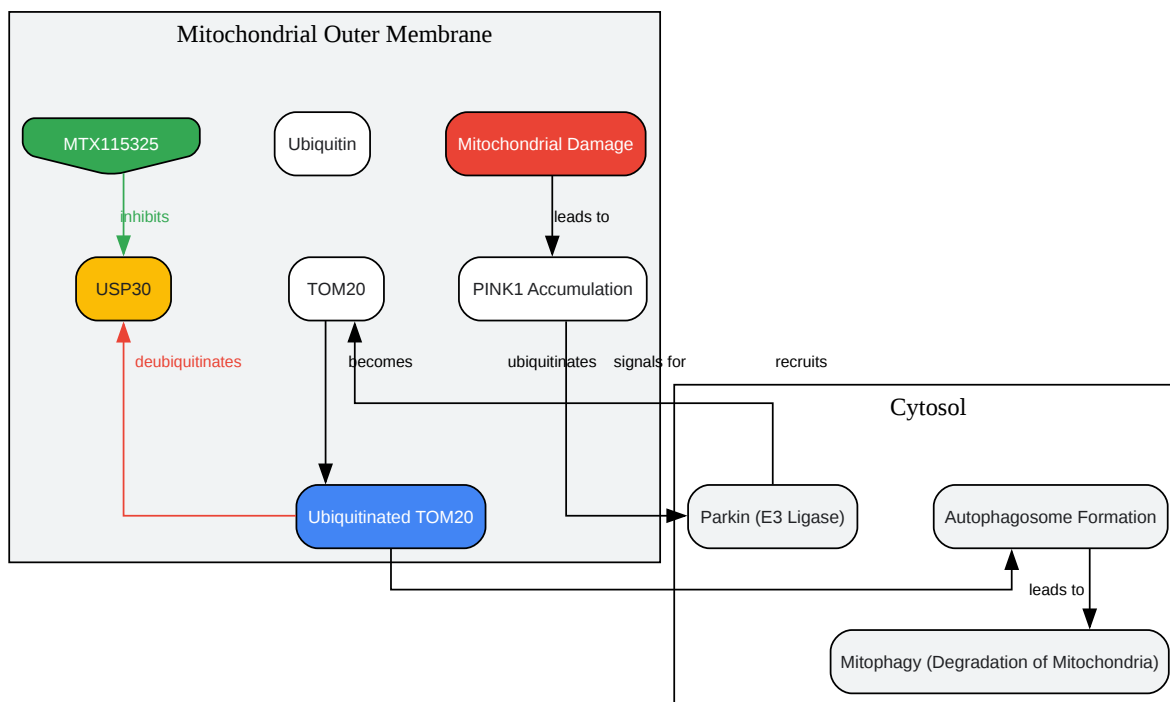 Mitochondrial Outer Membrane
MTX115325
Ubiquitin
Mitochondrial Damage
inhibits
leads to
USP30
TOM20
PINK1 Accumulation
deubiquitinates
becomes
ubiquitinates
signals for
recruits
Cytosol
Ubiquitinated TOM20
Parkin (E3 Ligase)
Autophagosome Formation
leads to
Mitophagy (Degradation of Mitochondria)